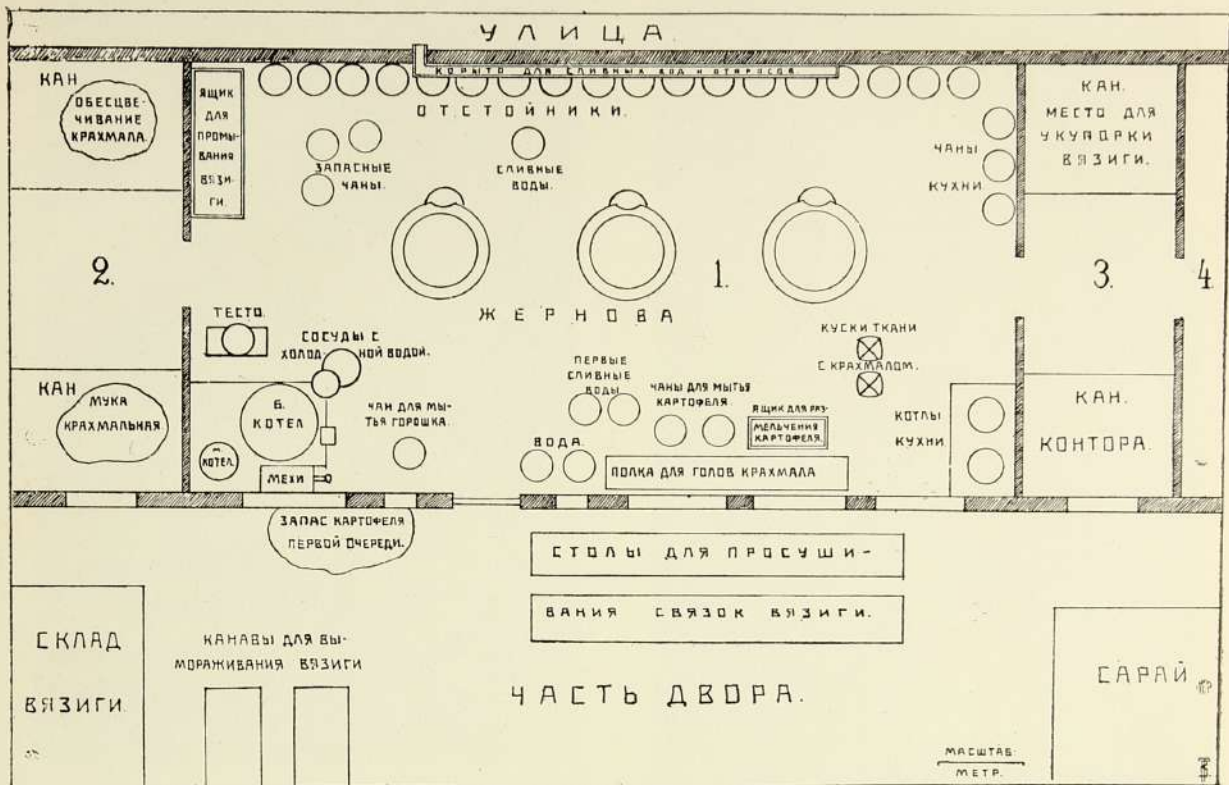 УЛИЦА
КОРЫТО ДЛЯ СЛИВНЫХ ВОД И ОТБРОСОВ
ОТСТОЙНИКИ.
КАН
ОБЕСЦВЕ-
ЧИВАНИЕ
КРАХМАЛА.
ЯЩИК
ДЛЯ
ПРОМЫ-
ВАНИЯ
ВЯЗИ-
ГИ.
ЗАПАСНЫЕ
ЧАНЫ.
СЛИВНЫЕ
ВОДЫ.
ЧАНЫ
КУХНИ
КАН.
МЕСТО ДЛЯ
УКУПОРКИ
ВЯЗИГИ.
2.
1.
3.
4.
ЖЕРНОВА
ТЕСТО.
СОСУДЫ С
ХОЛОД-НОЙ ВОДОЙ.
КУСКИ ТКАНИ
С КРАХМАЛОМ.
КАН
МУКА
КРАХМАЛЬНАЯ
Б.
КОТЕЛ
М.
КОТЕЛ.
МЕХИ
ЧАН ДЛЯ МЫ-
ТЬЯ ГОРОШКА.
ПЕРВЫЕ
СЛИВНЫЕ
ВОДЫ
ЧАНЫ ДЛЯ МЫТЬЯ
КАРТОФЕЛЯ.
ЯЩИК ДЛЯ РАЗ-
МЕЛЬЧЕНИЯ
КАРТОФЕЛЯ.
ВОДА.
ПОЛКА ДЛЯ ГОЛОВ КРАХМАЛА
КОТЛЫ
КУХНИ.
КАН.
КОНТОРА.
ЗАПАС КАРТОФЕЛЯ
ПЕРВОЙ ОЧЕРЕДИ.
СТОЛЫ ДЛЯ ПРОСУШИ-
ВАНИЯ СВЯЗОК ВЯЗИГИ.
СКЛАД
ВЯЗИГИ.
КАНАВЫ ДЛЯ ВЫ-
МОРАЖИВАНИЯ ВЯЗИГИ
ЧАСТЬ ДВОРА.
САРАЙ
МАСШТАБ:
МЕТР.